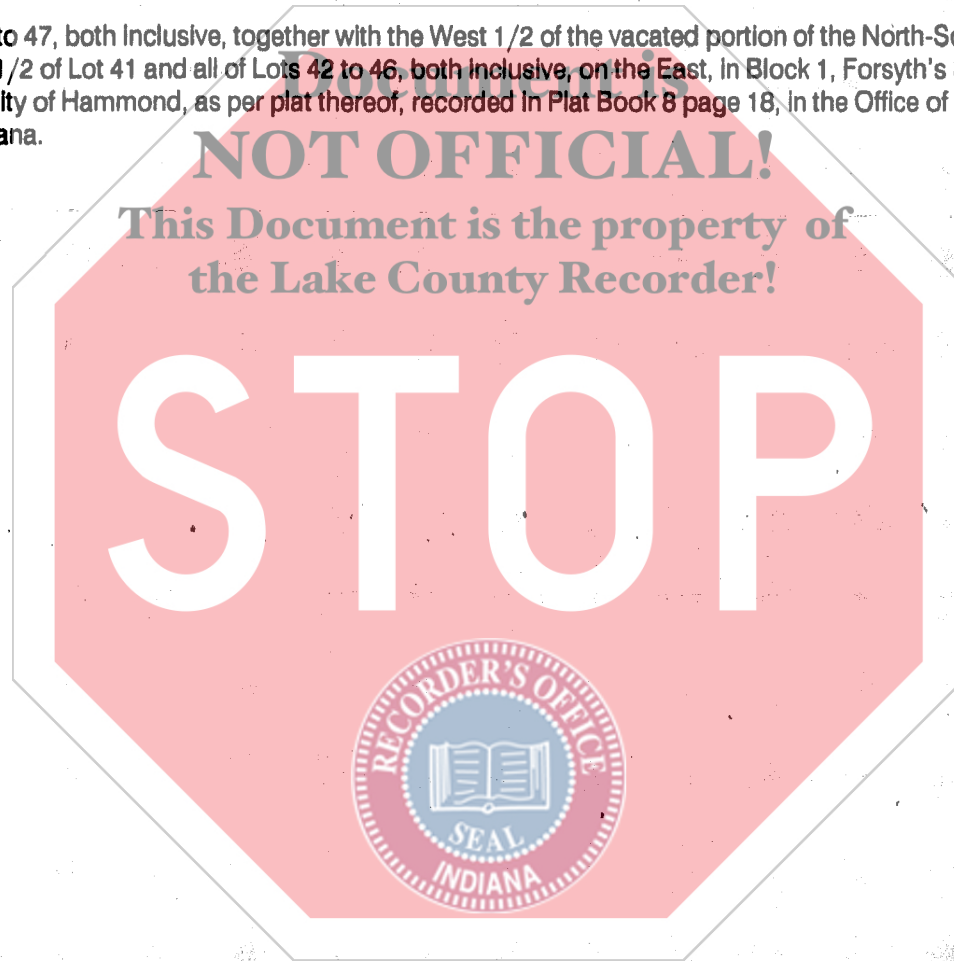 to 47, both inclusive, together with the West 1/2 of the vacated portion of the North-So
1/2 of Lot 41 and all of Lots 42 to 46, both inclusive, on the East, in Block 1, Forsyth's
ity of Hammond, as per plat thereof, recorded in Plat Book 8 page 18, in the Office of
ana.
Document is
NOT OFFICIAL!
This Document is the property of
the Lake County Recorder!
STOP
RECORDER'S OFFICE
SEAL
INDIANA